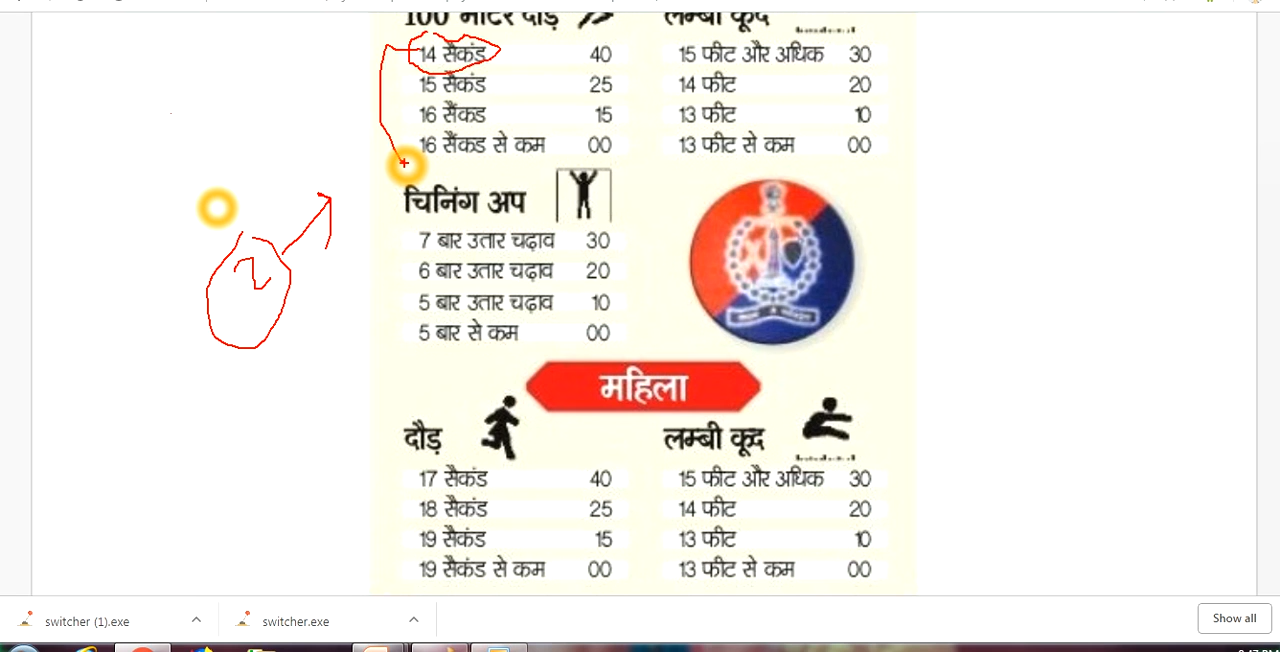 100 मीटर दौड़
14 सैकंड 40
15 सैकंड 25
16 सैंकड 15
16 सैंकड से कम 00
लम्बी कूद
15 फीट और अधिक 30
14 फीट 20
13 फीट 10
13 फीट से कम 00
चिनिंग अप
7 बार उतार चढ़ाव 30
6 बार उतार चढ़ाव 20
5 बार उतार चढ़ाव 10
5 बार से कम 00
2
महिला
दौड़
17 सैकंड 40
18 सैकंड 25
19 सैकंड 15
19 सैकंड से कम 00
लम्बी कूद
15 फीट और अधिक 30
14 फीट 20
13 फीट 10
13 फीट से कम 00
switcher (1).exe
switcher.exe
Show all